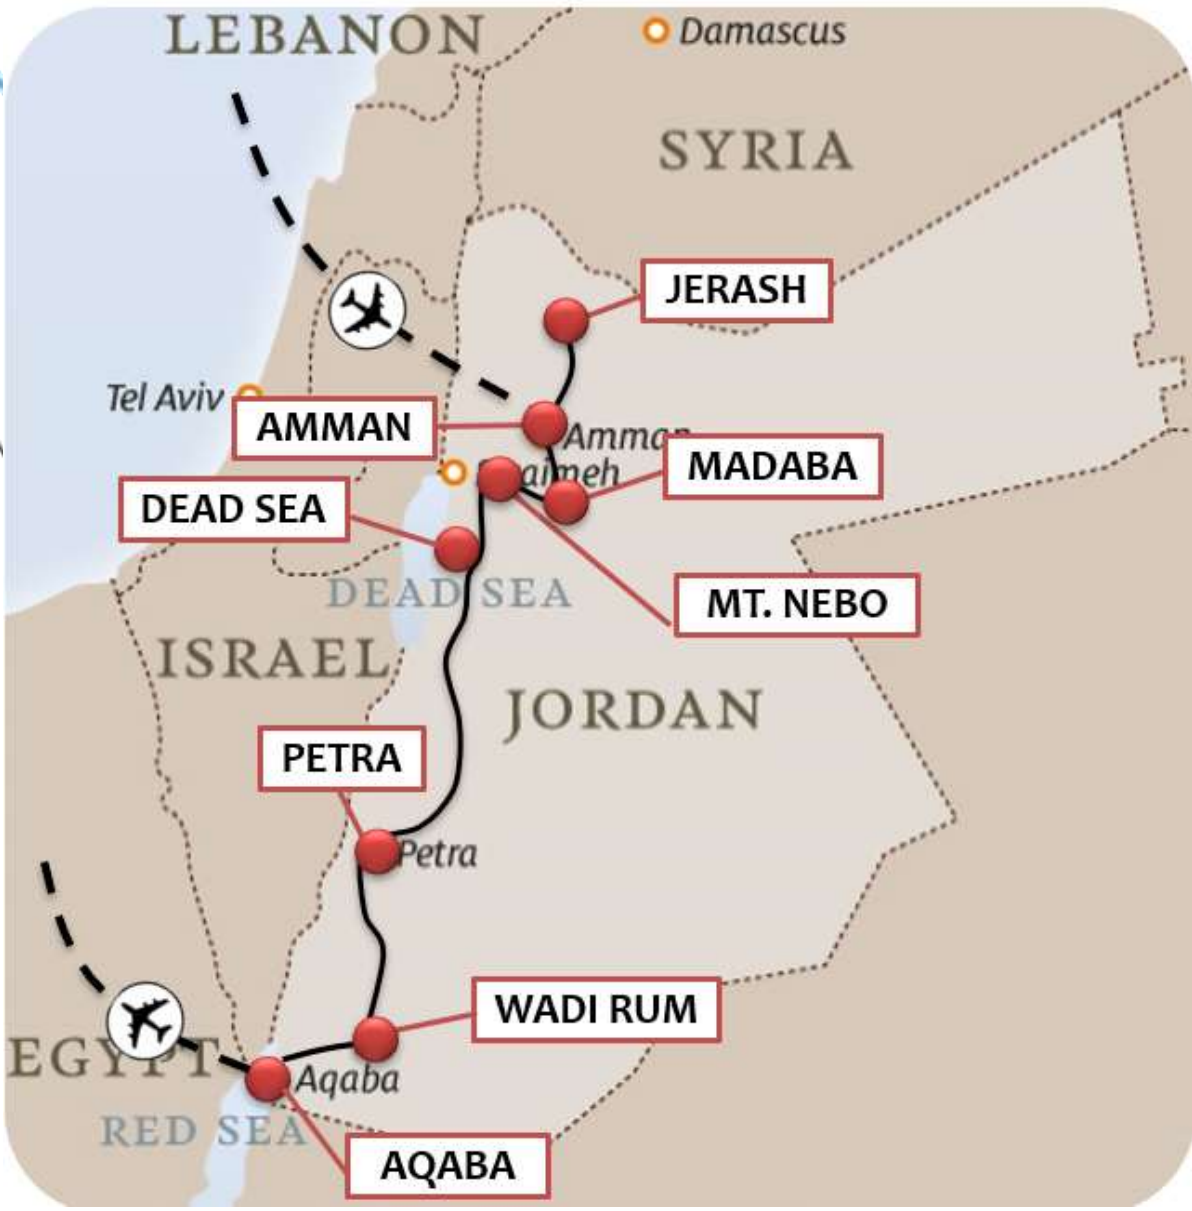 LEBANON
Damascus
SYRIA
JERASH
Tel Aviv
AMMAN
Amman
MADABA
DEAD SEA
DEAD SEA
MT. NEBO
ISRAEL
JORDAN
PETRA
Petra
WADI RUM
EGYPT
Aqaba
RED SEA
AQABA